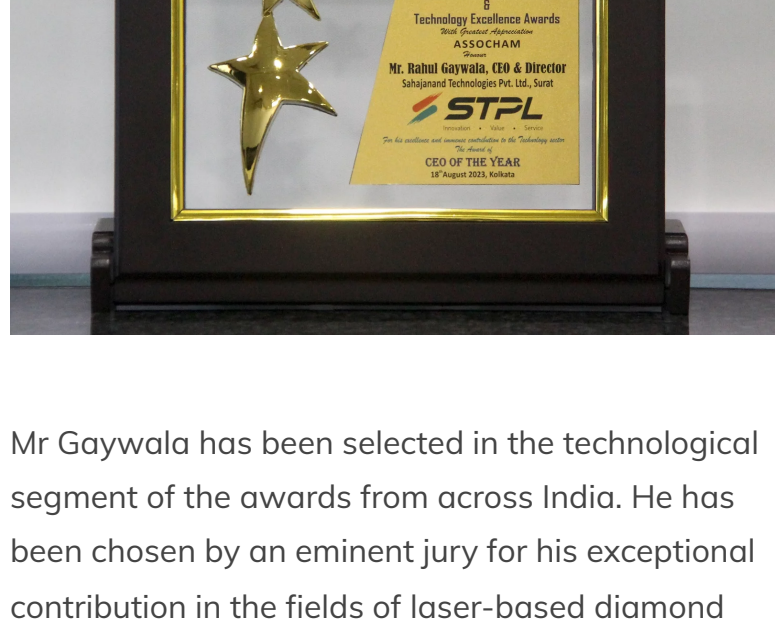 &
Technology Excellence Awards
With Greatest Appreciation
ASSOCHAM
Honour
Mr. Rahul Gaywala, CEO & Director
Sahajanand Technologies Pvt. Ltd., Surat
STPL
Innovation • Value • Service
For his excellence and immense contribution to the Technology sector
The Award of
CEO OF THE YEAR
18th August 2023, Kolkata
Mr Gaywala has been selected in the technological
segment of the awards from across India. He has
been chosen by an eminent jury for his exceptional
contribution in the fields of laser-based diamond